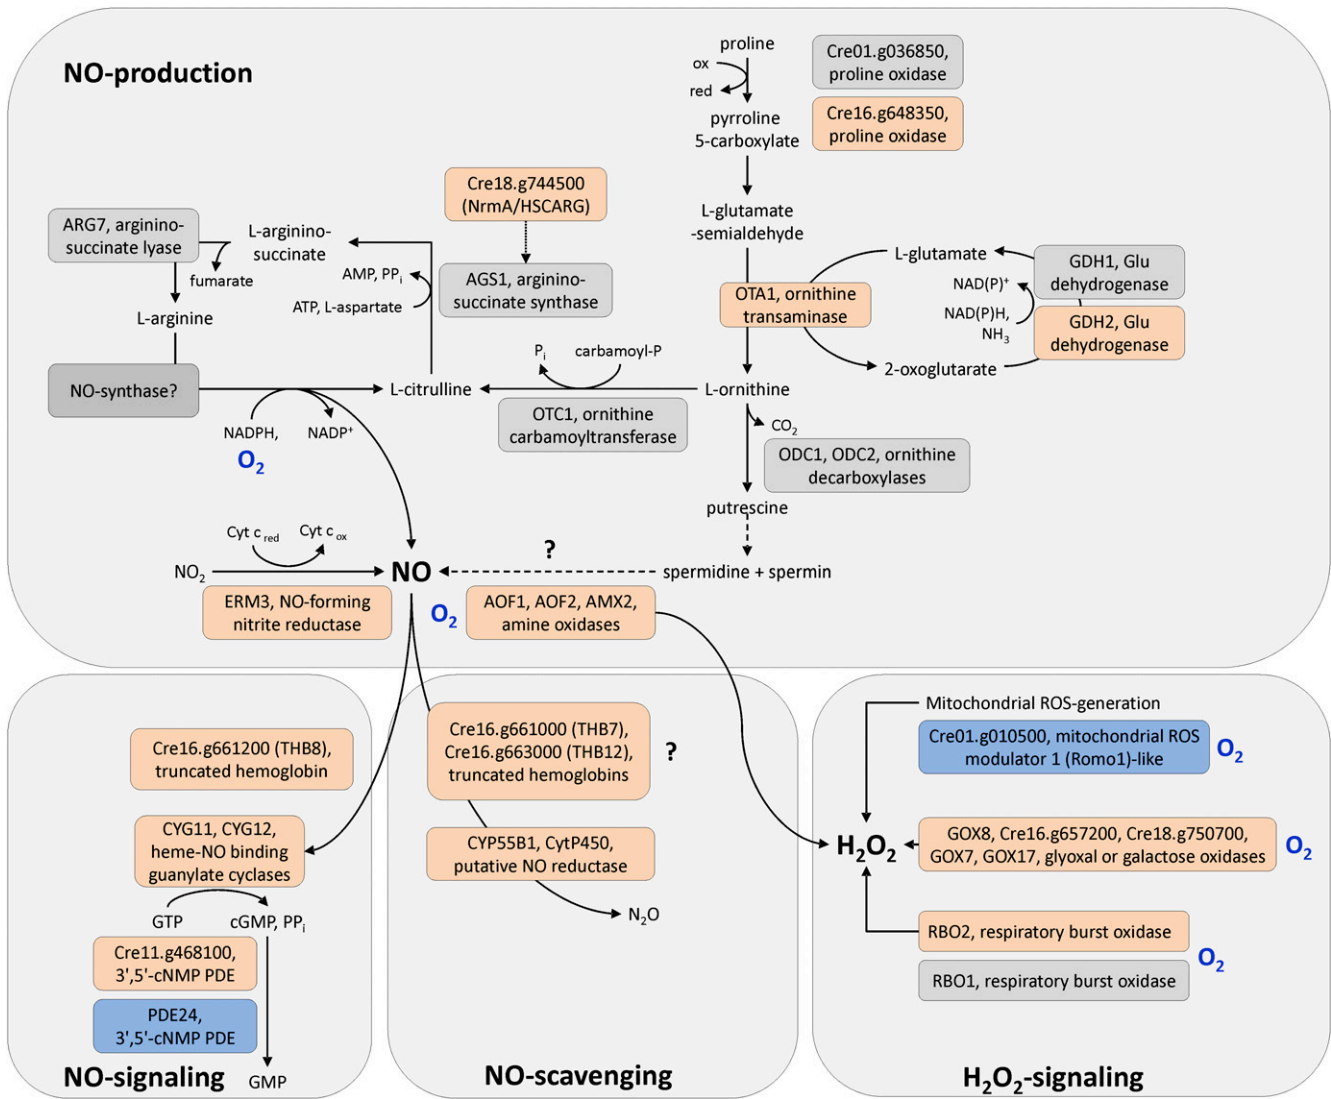 NO-production
proline
ox
red
pyrroline
5-carboxylate
Cre01.g036850,
proline oxidase
Cre16.g648350,
proline oxidase
Cre18.g744500
(NrmA/HSCARG)
L-glutamate
-semialdehyde
ARG7, arginino-
succinate lyase
L-arginino-
succinate
fumarate
AMP, PPi
ATP, L-aspartate
AGS1, arginino-
succinate synthase
L-arginine
OTA1, ornithine
transaminase
L-glutamate
NAD(P)+
NAD(P)H,
NH3
GDH1, Glu
dehydrogenase
GDH2, Glu
dehydrogenase
2-oxoglutarate
NO-synthase?
NADPH,
O2
NADP+
L-citrulline
Pi
carbamoyl-P
OTC1, ornithine
carbamoyltransferase
L-ornithine
CO2
ODC1, ODC2, ornithine
decarboxylases
putrescine
Cyt c red
Cyt c ox
NO2
NO
?
spermidine + spermin
ERM3, NO-forming
nitrite reductase
O2
AOF1, AOF2, AMX2,
amine oxidases
Cre16.g661200 (THB8),
truncated hemoglobin
CYG11, CYG12,
heme-NO binding
guanylate cyclases
GTP
cGMP, PPi
Cre11.g468100,
3',5'-cNMP PDE
PDE24,
3',5'-cNMP PDE
NO-signaling
GMP
Cre16.g661000 (THB7),
Cre16.g663000 (THB12),
truncated hemoglobins
?
CYP55B1, CytP450,
putative NO reductase
N2O
NO-scavenging
Mitochondrial ROS-generation
Cre01.g010500, mitochondrial ROS
modulator 1 (Romo1)-like
O2
H2O2
GOX8, Cre16.g657200, Cre18.g750700,
GOX7, GOX17, glyoxal or galactose oxidases
O2
RBO2, respiratory burst oxidase
O2
RBO1, respiratory burst oxidase
H2O2-signaling